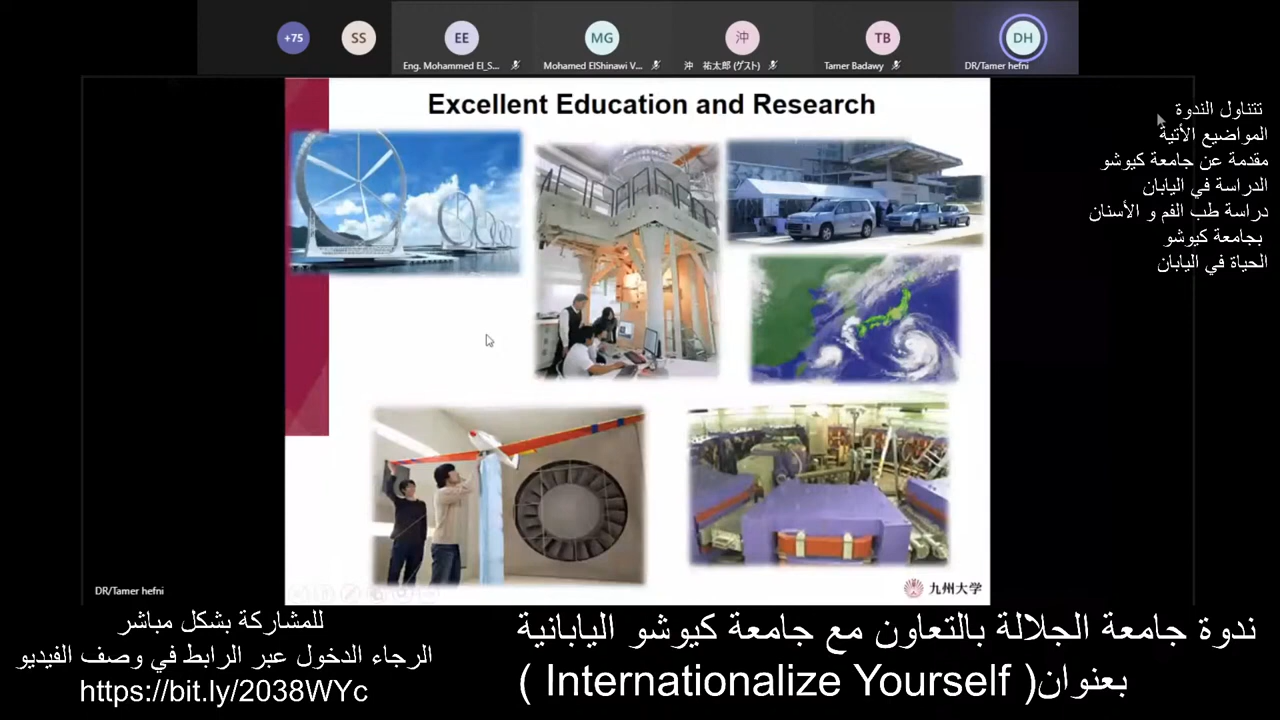 +75
SS
EE
Eng. Mohammed El_S...
MG
Mohamed ElShinawi V...
沖
沖 祐太郎 (ゲスト)
TB
Tamer Badawy
DH
DR/Tamer hefni
Excellent Education and Research
تتناول الندوة
المواضيع الأتية
مقدمة عن جامعة كيوشو
الدراسة في اليابان
دراسة طب الفم و الأسنان
بجامعة كيوشو
الحياة في اليابان
九州大学
DR/Tamer hefni
ندوة جامعة الجلالة بالتعاون مع جامعة كيوشو اليابانية
بعنوان( Internationalize Yourself )
للمشاركة بشكل مباشر
الرجاء الدخول عبر الرابط في وصف الفيديو
https://bit.ly/2038WYc